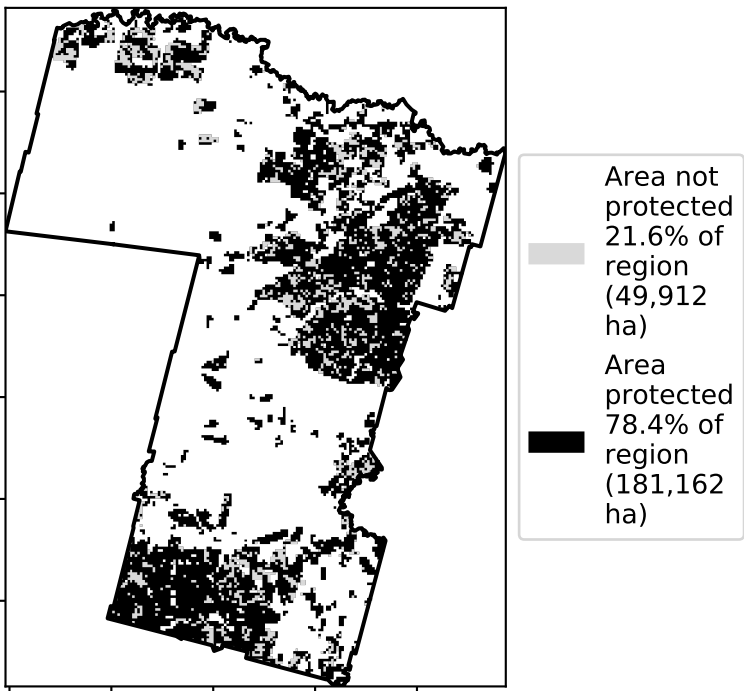 Area not
protected
21.6% of
region
(49,912
ha)
Area
protected
78.4% of
region
(181,162
ha)